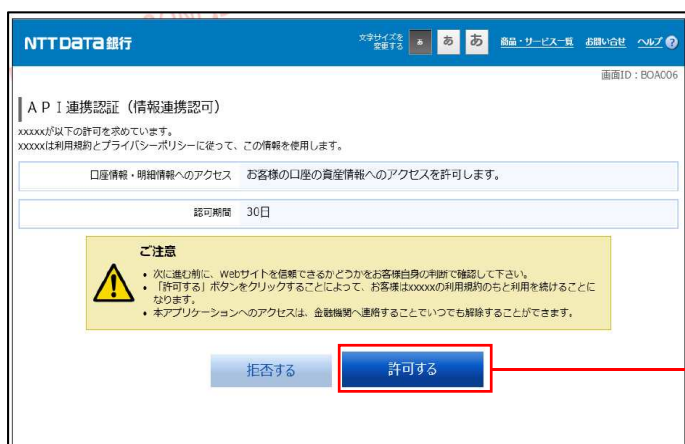 NTT DATA 銀行
文字サイズを
変更する
あ
あ
あ
商品・サービス一覧
お問い合せ
ヘルプ
?
画面ID：BOA006
ＡＰＩ連携認証（情報連携認可）
xxxxxが以下の許可を求めています。
xxxxxは利用規約とプライバシーポリシーに従って、この情報を使用します。
口座情報・明細情報へのアクセス お客様の口座の資産情報へのアクセスを許可します。
認可期間 30日
ご注意
• 次に進む前に、Webサイトを信頼できるかどうかをお客様自身の判断で確認して下さい。
• 「許可する」ボタンをクリックすることによって、お客様はxxxxxの利用規約のもと利用を続けることに
なります。
• 本アプリケーションへのアクセスは、金融機関へ連絡することでいつでも解除することができます。
拒否する
許可する